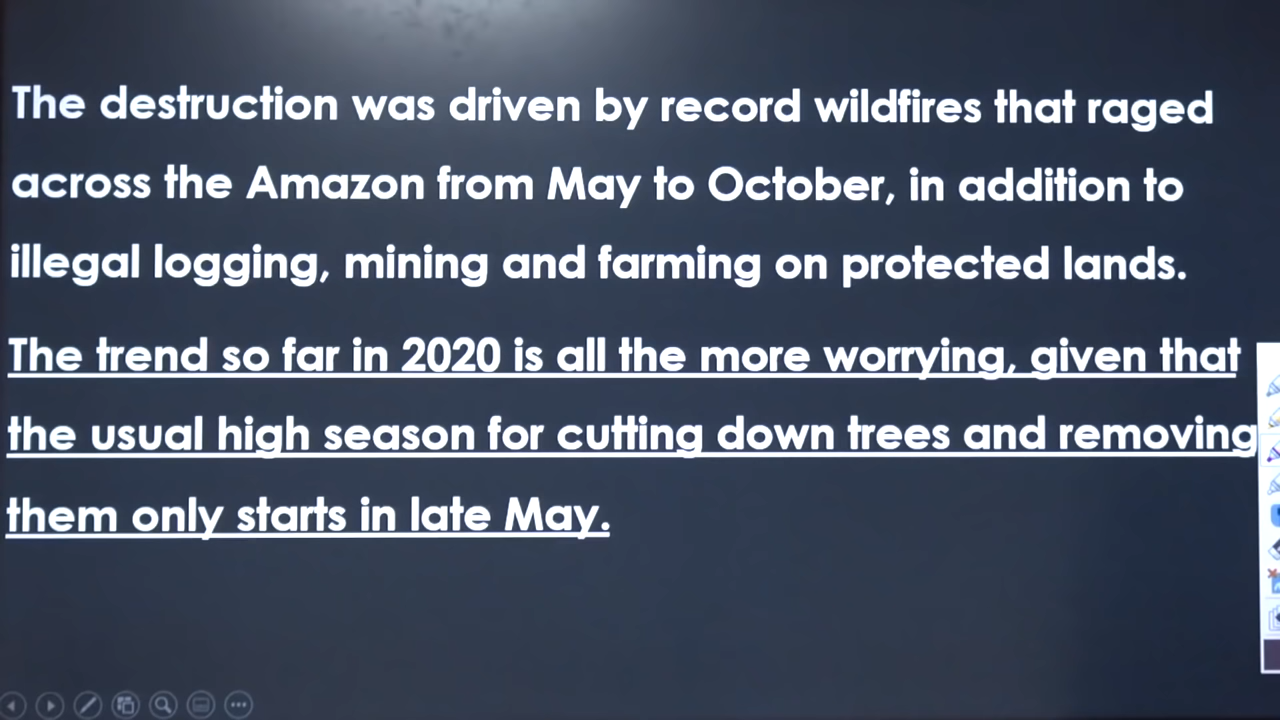 The destruction was driven by record wildfires that raged
across the Amazon from May to October, in addition to
illegal logging, mining and farming on protected lands.
The trend so far in 2020 is all the more worrying, given that
the usual high season for cutting down trees and removing
them only starts in late May.